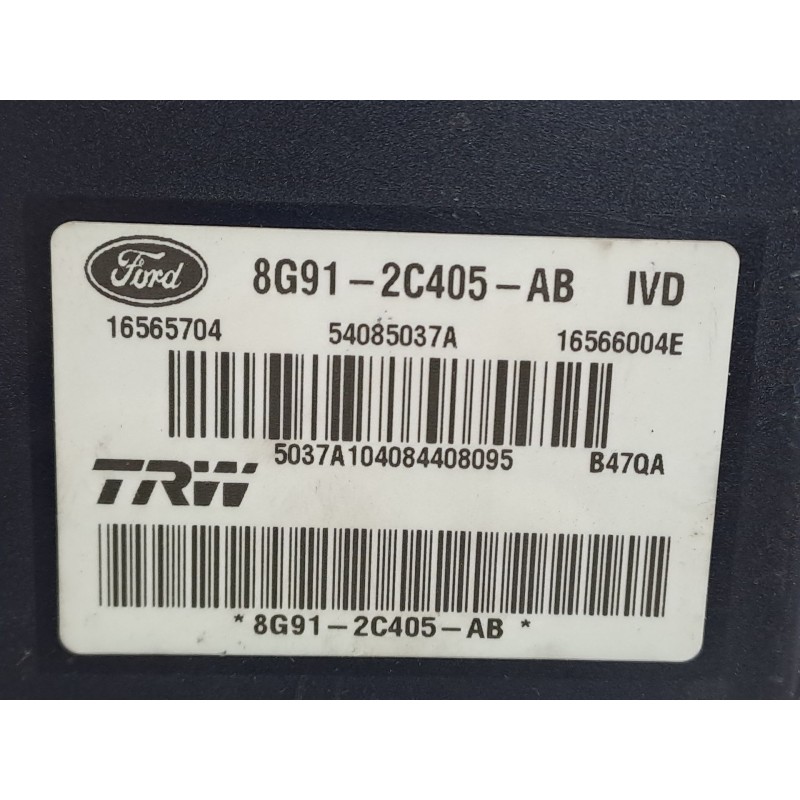 Ford 8G91-2C405-AB IVD
16565704 54085037A 16566004E
5037A104084408095 B47QA
TRW
*8G91-2C405-AB*